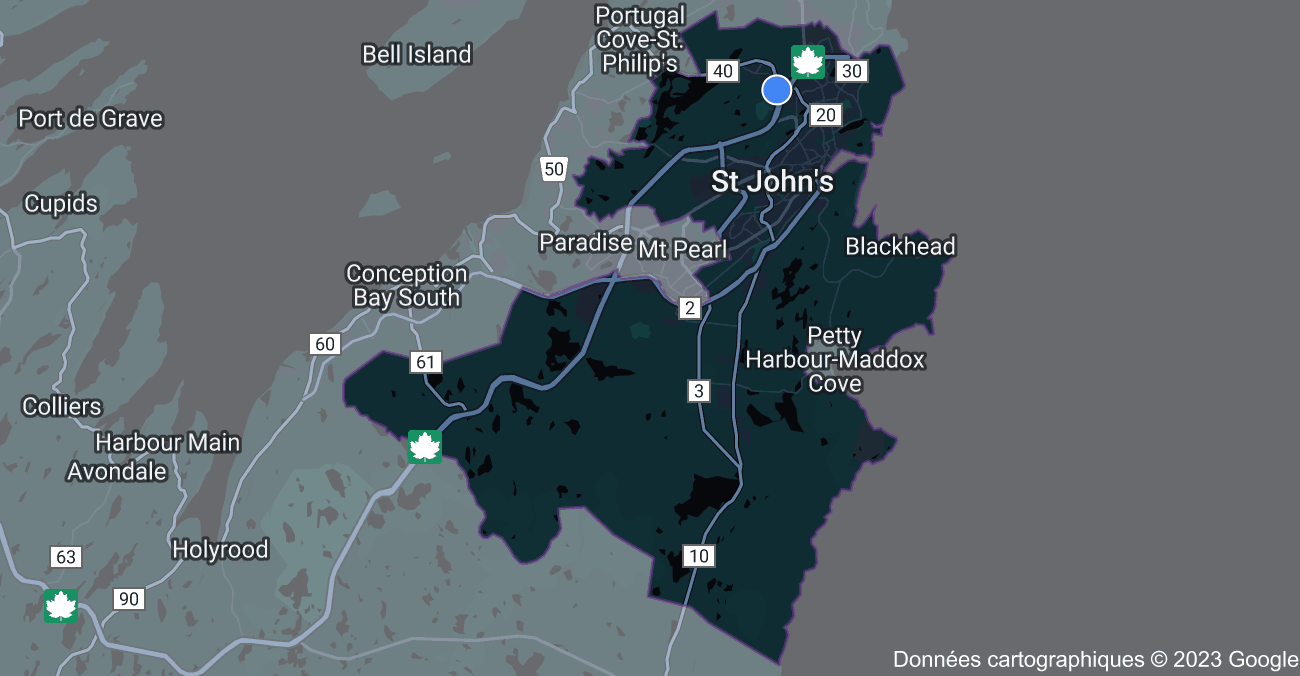 Portugal
Cove-St.
Philip's
Bell Island
40
30
Port de Grave
20
50
St John's
Cupids
Paradise
Mt Pearl
Blackhead
Conception
Bay South
2
60
Petty
Harbour-Maddox
Cove
61
3
Colliers
Harbour Main
Avondale
Holyrood
63
10
90
Données cartographiques © 2023 Google